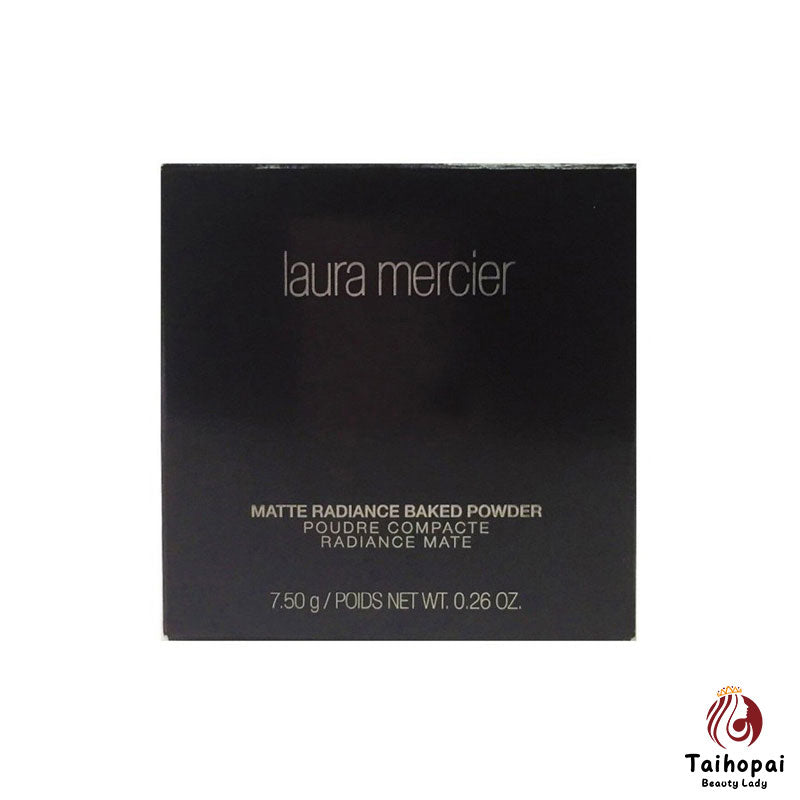 laura mercier
MATTE RADIANCE BAKED POWDER
POUDRE COMPACTE
RADIANCE MATE
7.50 g / POIDS NET WT. 0.26 OZ.
Taihopai
Beauty Lady